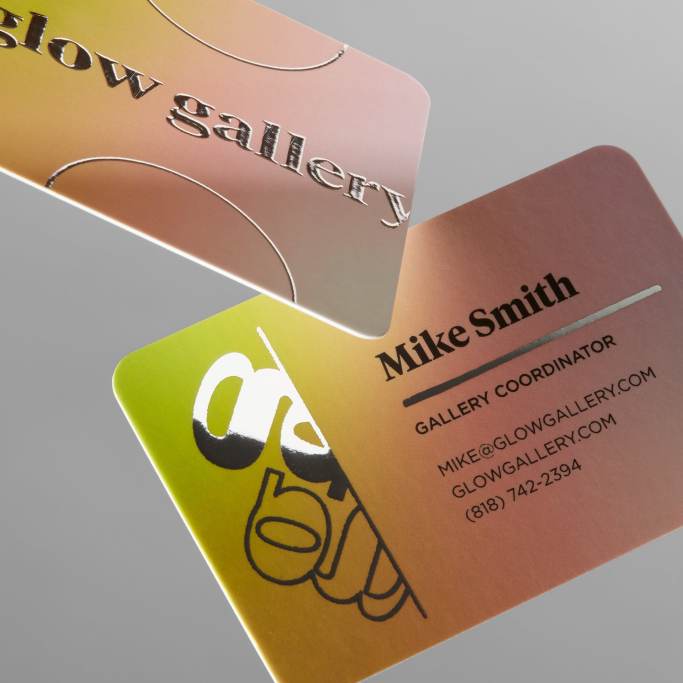 glow gallery
Mike Smith
GALLERY COORDINATOR
MIKE@GLOWGALLERY.COM
GLOWGALLERY.COM
(818) 742-2394